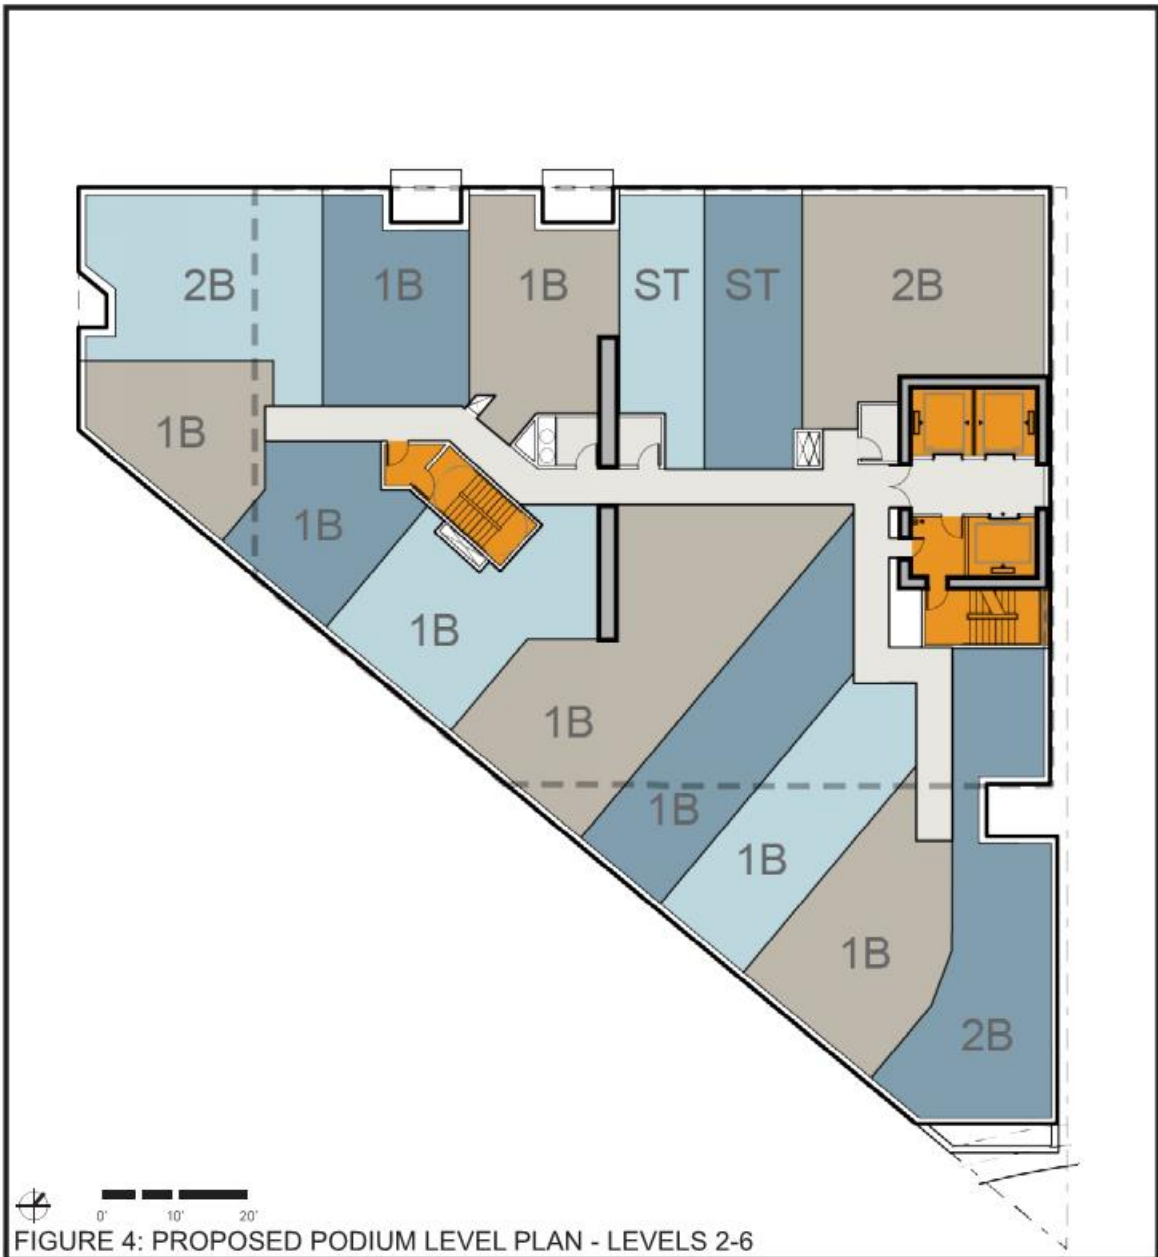 2B
1B
1B
ST
ST
2B
1B
1B
1B
1B
1B
1B
1B
2B
0' 10' 20'
FIGURE 4: PROPOSED PODIUM LEVEL PLAN - LEVELS 2-6